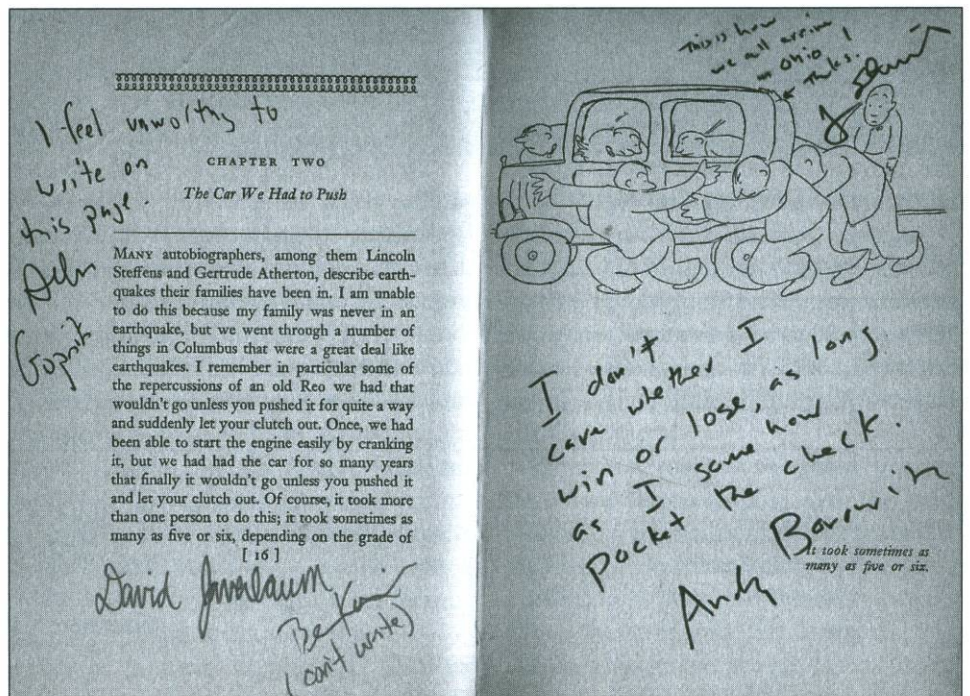 I feel unworthy to
write on
this page.
Adam
Gopnik
CHAPTER TWO
The Car We Had to Push
MANY autobiographers, among them Lincoln
Steffens and Gertrude Atherton, describe earth-
quakes their families have been in. I am unable
to do this because my family was never in an
earthquake, but we went through a number of
things in Columbus that were a great deal like
earthquakes. I remember in particular some of
the repercussions of an old Reo we had that
wouldn't go unless you pushed it for quite a way
and suddenly let your clutch out. Once, we had
been able to start the engine easily by cranking
it, but we had had the car for so many years
that finally it wouldn't go unless you pushed it
and let your clutch out. Of course, it took more
than one person to do this; it took sometimes as
many as five or six, depending on the grade of
[ 16 ]
David Javerbaum
(can't write)
This is how
we all arrive
in Ohio
I don't
care whether I
win or lose, as long
as I somehow
pocket the check.
Andy Borowitz
It took sometimes as
many as five or six.